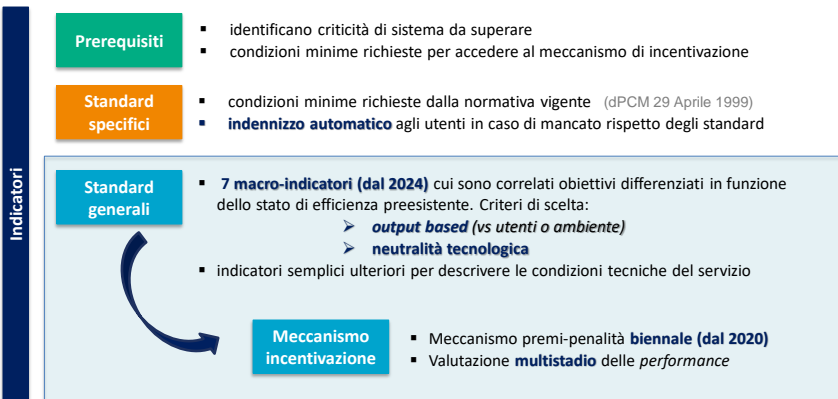 Indicatori
Prerequisiti
▪ identificano criticità di sistema da superare
▪ condizioni minime richieste per accedere al meccanismo di incentivazione
Standard
specifici
▪ condizioni minime richieste dalla normativa vigente (dPCM 29 Aprile 1999)
▪ indennizzo automatico agli utenti in caso di mancato rispetto degli standard
Standard
generali
▪ 7 macro-indicatori (dal 2024) cui sono correlati obiettivi differenziati in funzione
dello stato di efficienza preesistente. Criteri di scelta:
➢ output based (vs utenti o ambiente)
➢ neutralità tecnologica
▪ indicatori semplici ulteriori per descrivere le condizioni tecniche del servizio
Meccanismo
incentivazione
▪ Meccanismo premi-penalità biennale (dal 2020)
▪ Valutazione multistadio delle performance